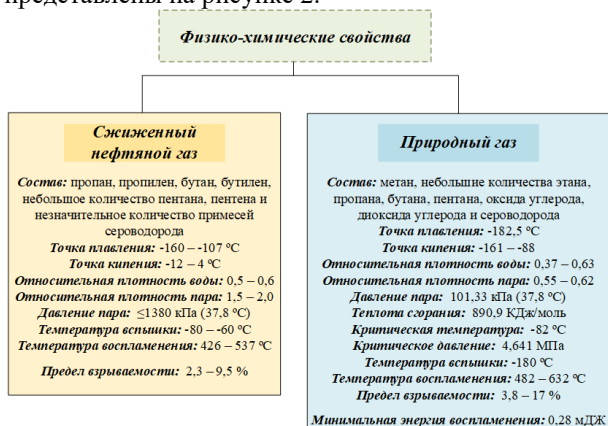 представлены на рисунке 2.
Физико-химические свойства
Сжиженный
нефтяной газ
Состав: пропан, пропилен, бутан, бутилен,
небольшое количество пентана, пентена и
незначительное количество примесей
сероводорода
Точка плавления: -160 – -107 ºС
Точка кипения: -12 – 4 ºС
Относительная плотность воды: 0,5 – 0,6
Относительная плотность пара: 1,5 – 2,0
Давление пара: ≤1380 кПа (37,8 ºС)
Температура вспышки: -80 – -60 ºС
Температура воспламенения: 426 – 537 ºС
Предел взрываемости: 2,3 – 9,5 %
Природный газ
Состав: метан, небольшие количества этана,
пропана, бутана, пентана, оксида углерода,
диоксида углерода и сероводорода
Точка плавления: -182,5 ºС
Точка кипения: -161 – -88
Относительная плотность воды: 0,37 – 0,63
Относительная плотность пара: 0,55 – 0,62
Давление пара: 101,33 кПа (37,8 ºС)
Теплота сгорания: 890,9 КДж/моль
Критическая температура: -82 ºС
Критическое давление: 4,641 МПа
Температура вспышки: -180 ºС
Температура воспламенения: 482 – 632 ºС
Предел взрываемости: 3,8 – 17 %
Минимальная энергия воспламенения: 0,28 мДЖ